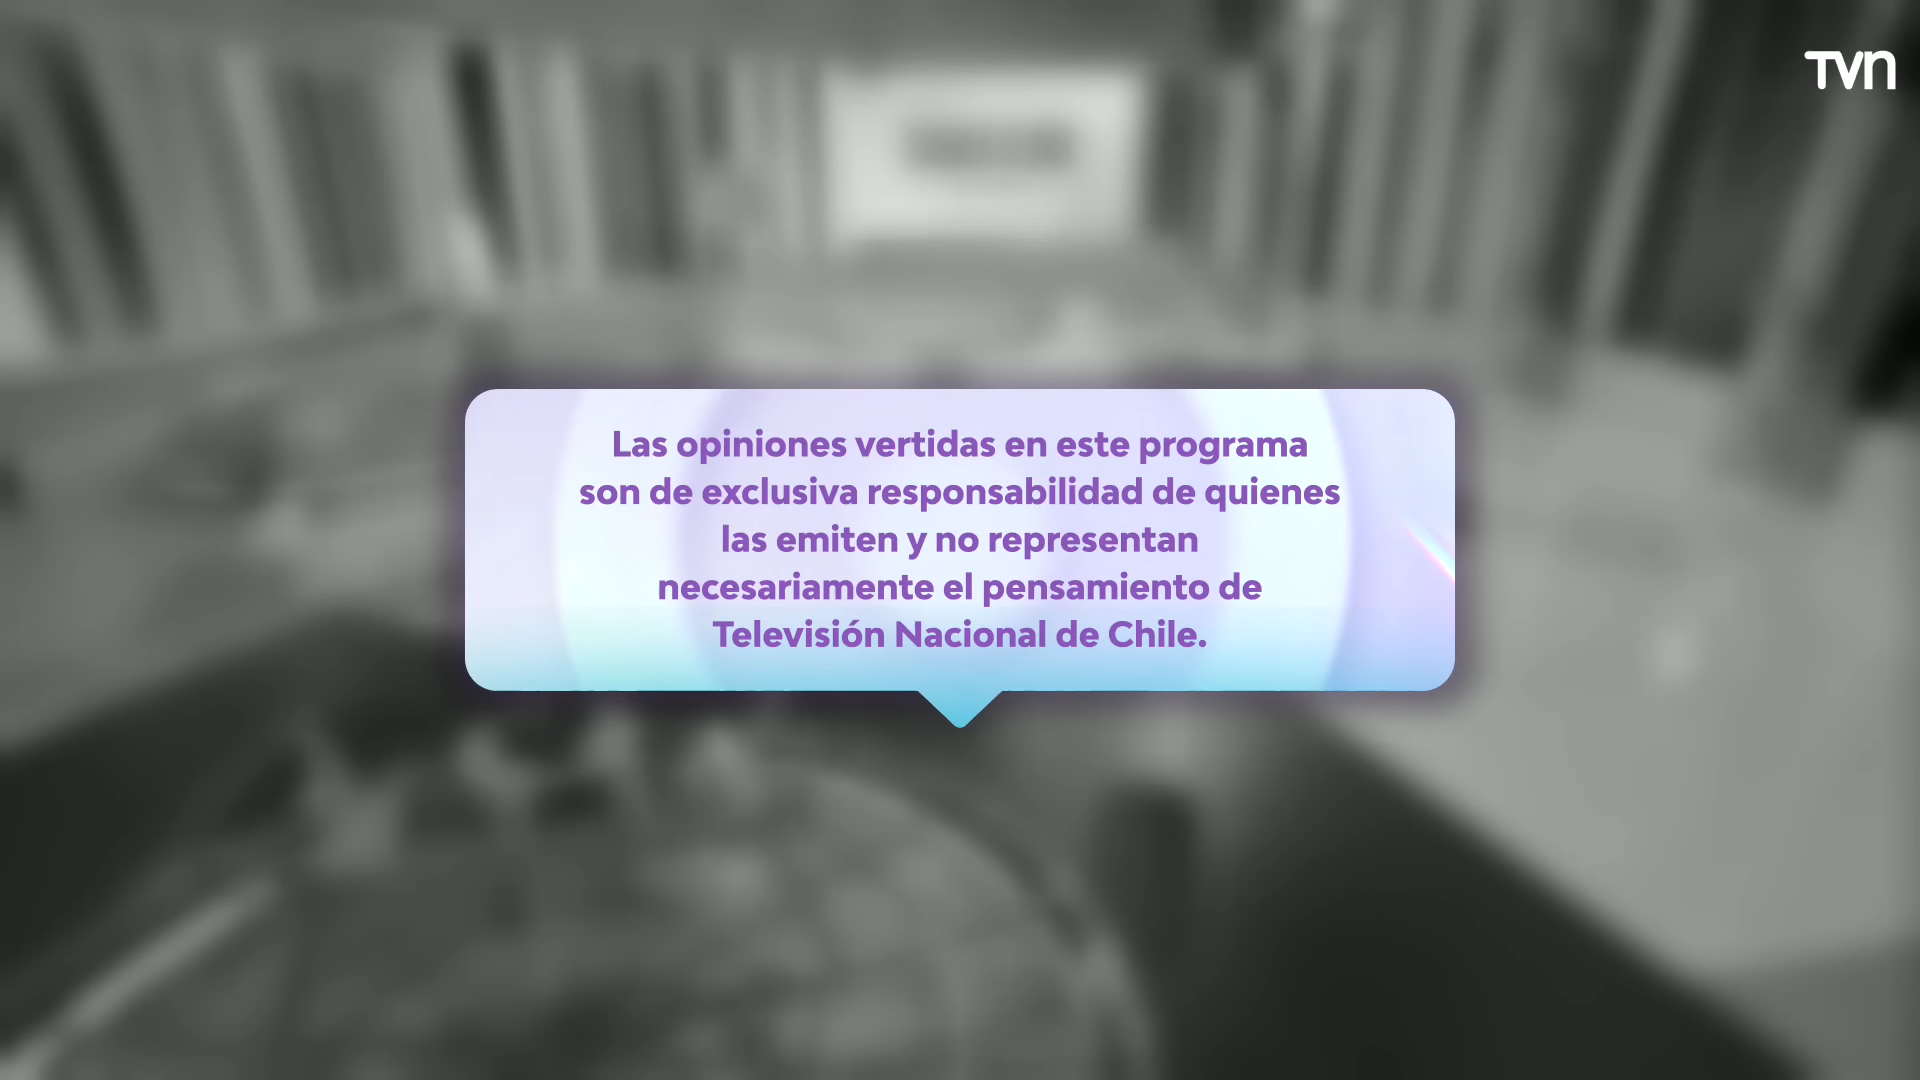 TVN
Las opiniones vertidas en este programa
son de exclusiva responsabilidad de quienes
las emiten y no representan
necesariamente el pensamiento de
Televisión Nacional de Chile.